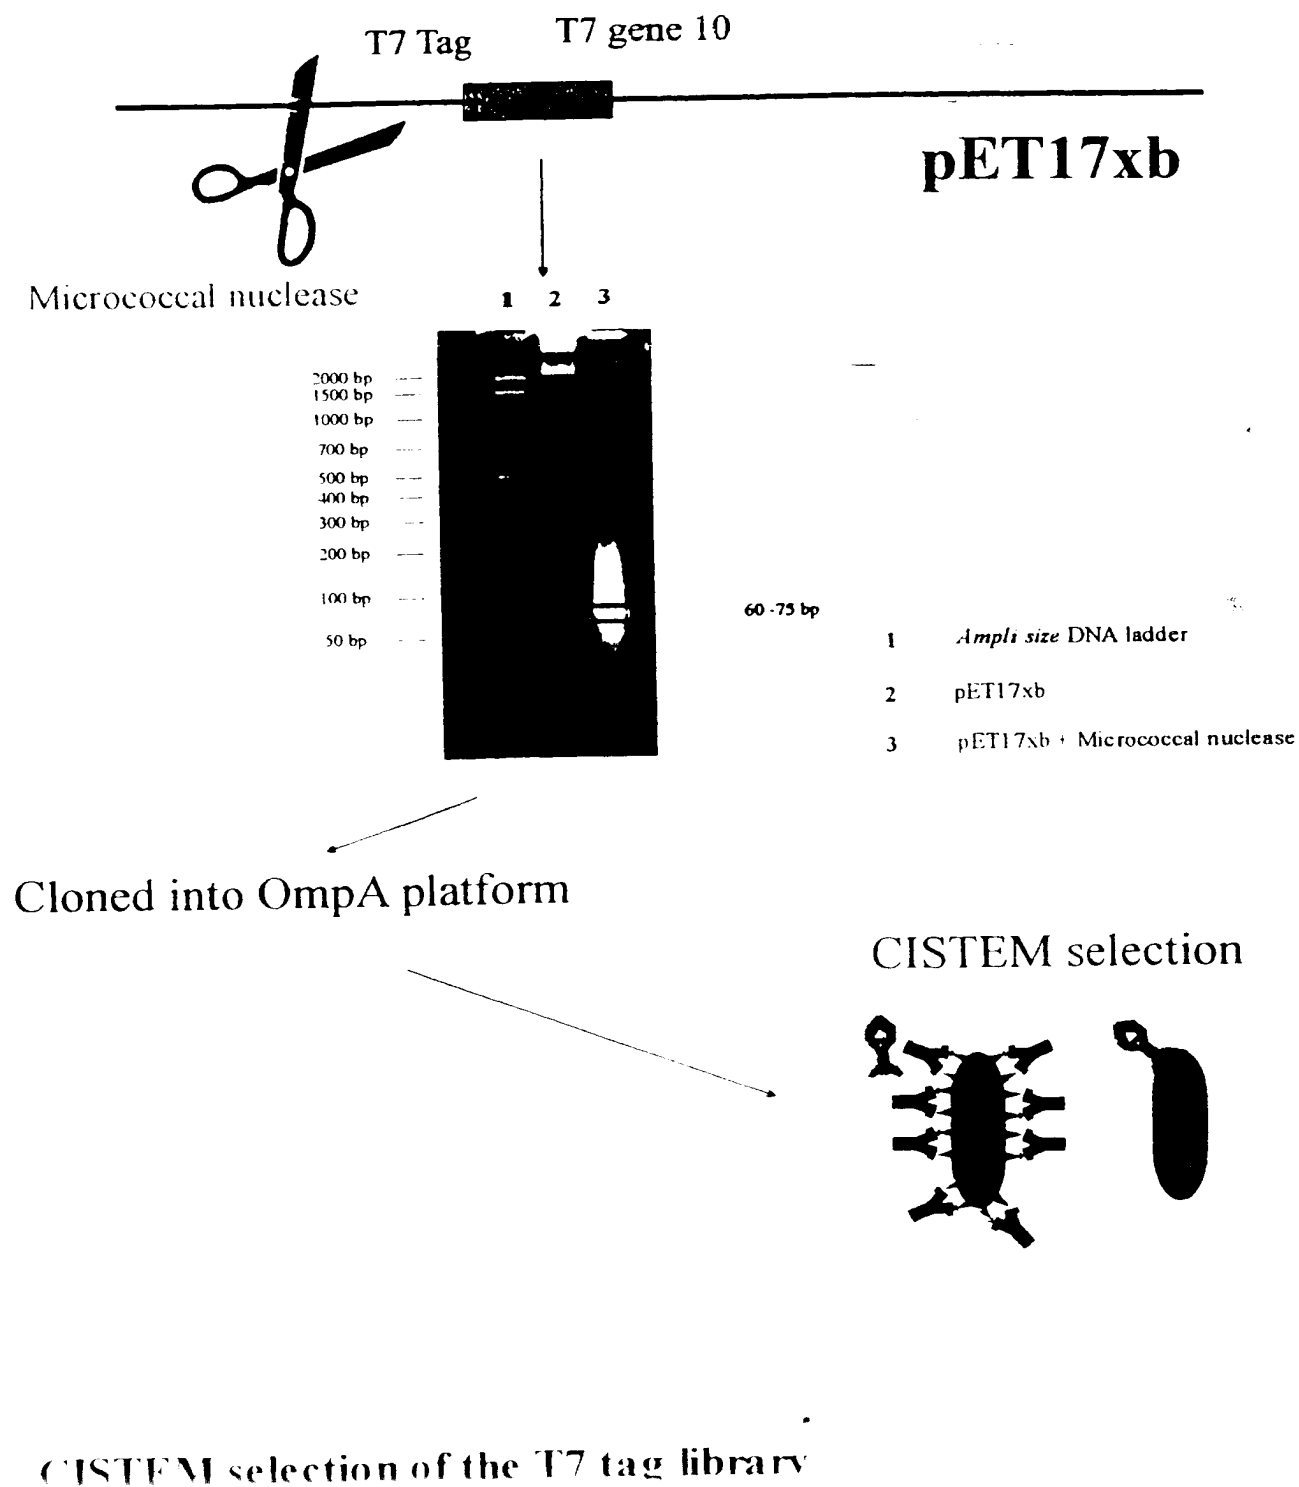 T7 Tag
T7 gene 10
pET17xb
Micrococcal nuclease
1 2 3
2000 bp
1500 bp
1000 bp
700 bp
500 bp
400 bp
300 bp
200 bp
100 bp
50 bp
60 -75 bp
1 Ampli size DNA ladder
2 pET17xb
3 pET17xb + Micrococcal nuclease
Cloned into OmpA platform
CISTEM selection
CISTEM selection of the T7 tag library